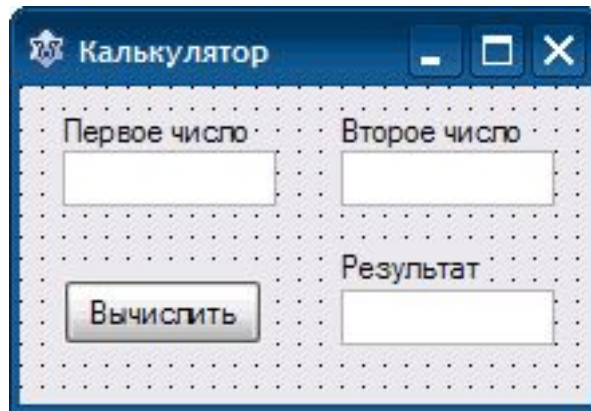 Калькулятор
Первое число
Второе число
Результат
Вычислить